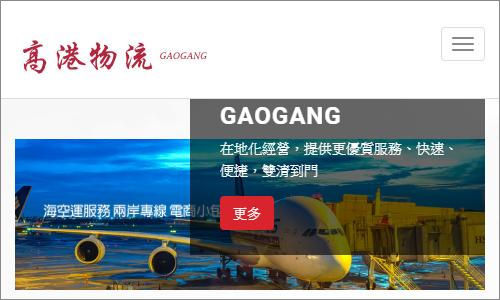 高港物流 GAOGANG
GAOGANG
在地化經營，提供更優質服務、快速、
便捷，雙清到門
海空運服務 兩岸專線 電商小包
更多